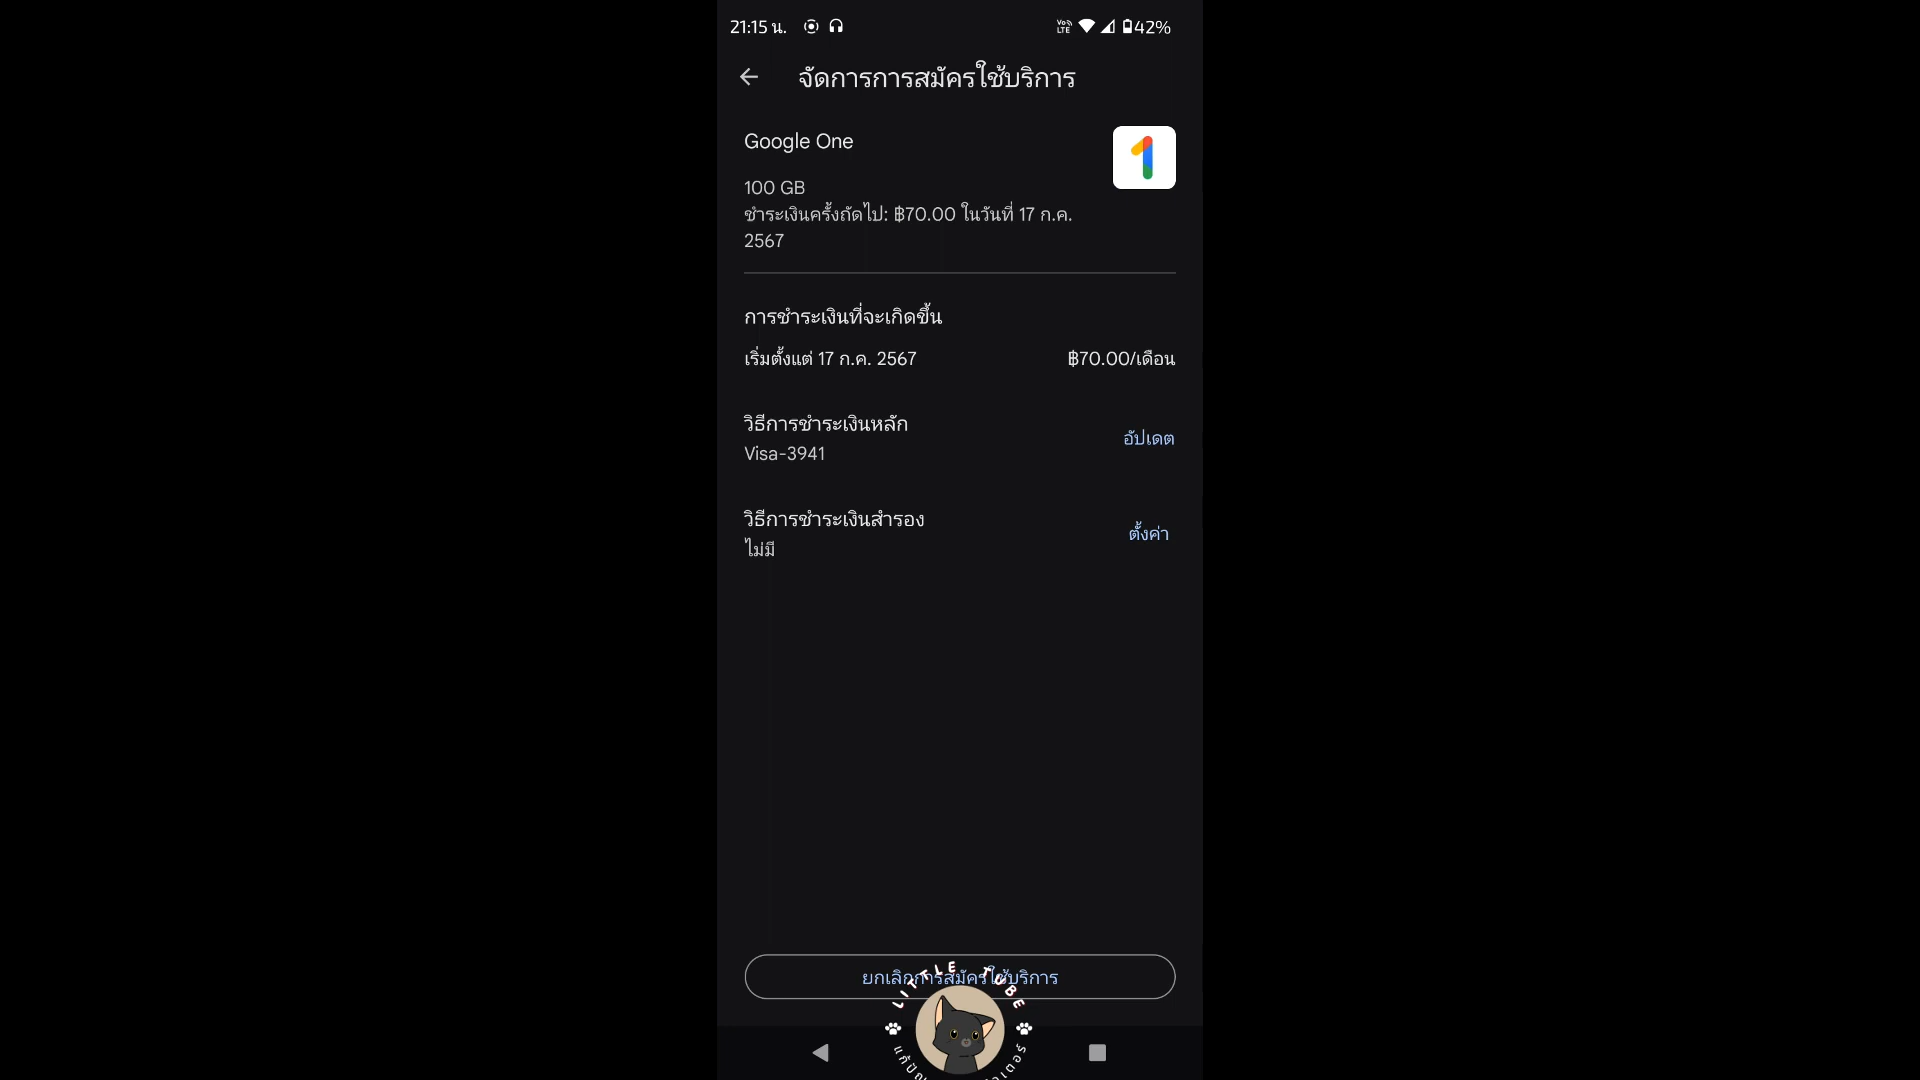 21:15 น.
Vo LTE
42%
จัดการการสมัครใช้บริการ
Google One
100 GB
ชำระเงินครั้งถัดไป: ฿70.00 ในวันที่ 17 ก.ค.
2567
การชำระเงินที่จะเกิดขึ้น
เริ่มตั้งแต่ 17 ก.ค. 2567
฿70.00/เดือน
วิธีการชำระเงินหลัก
Visa-3941
อัปเดต
วิธีการชำระเงินสำรอง
ไม่มี
ตั้งค่า
ยกเลิกการสมัครใช้บริการ
LITTLE TUBE